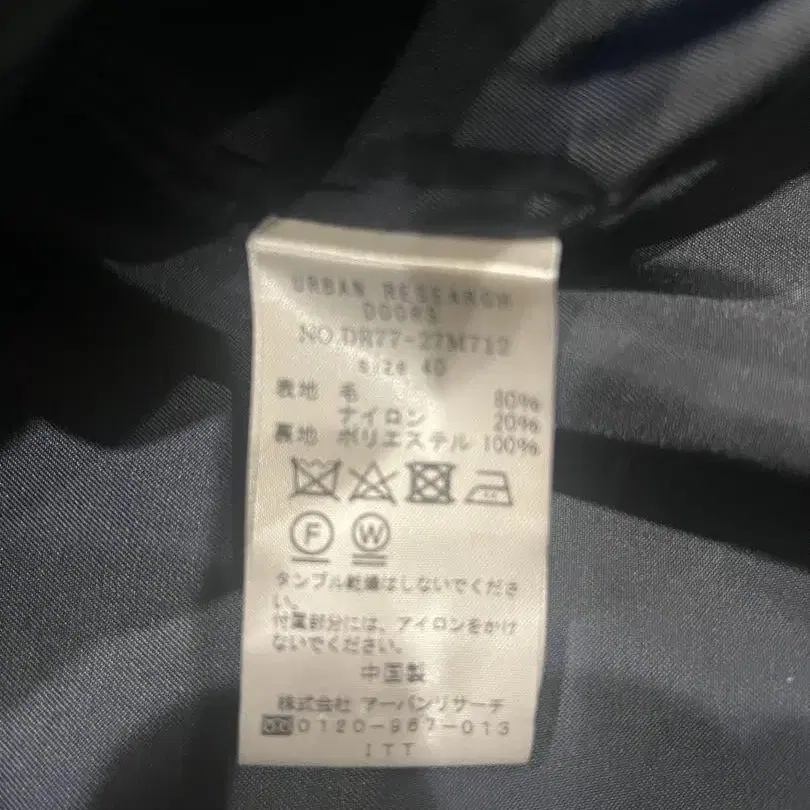 URBAN RESEARCH
DOORS
NO.DR77-27M712
size 40
表地 毛 80%
ナイロン 20%
裏地 ポリエステル 100%
F W
タンブル乾燥はしないでくださ
い。
付属部分には、アイロンをかけ
ないでください。
中国製
株式会社 アーバンリサーチ
0120-967-013
ITT